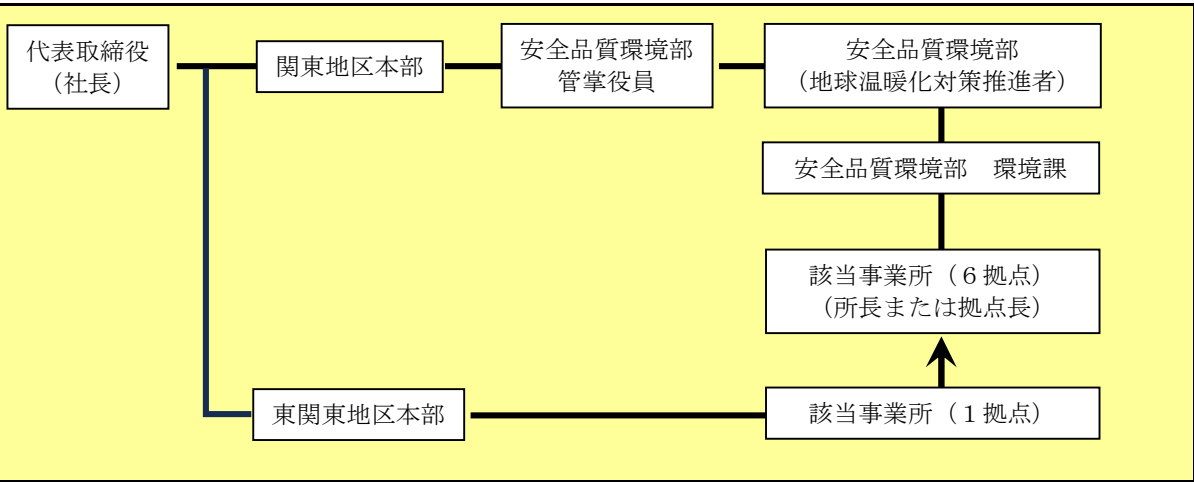 代表取締役
（社長）
関東地区本部
安全品質環境部
管掌役員
安全品質環境部
（地球温暖化対策推進者）
安全品質環境部　環境課
該当事業所（６拠点）
（所長または拠点長）
東関東地区本部
該当事業所（１拠点）